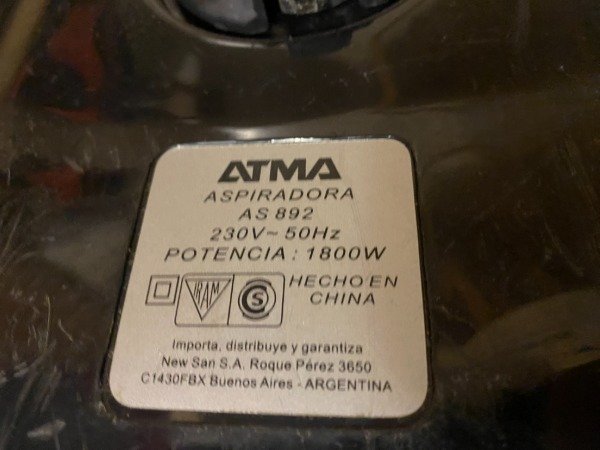 ATMA
ASPIRADORA
AS 892
230V~ 50Hz
POTENCIA: 1800W
IRAM
S
HECHO EN
CHINA
Importa, distribuye y garantiza
New San S.A. Roque Pérez 3650
C1430FBX Buenos Aires - ARGENTINA